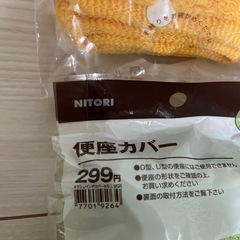 NITORI
便座カバー
299円
●O型、U型の便座にはご使用できません。
●便座の形状をご確認の上、
お買い求めください
●裏面の取付方法をご覧下さい
77019264